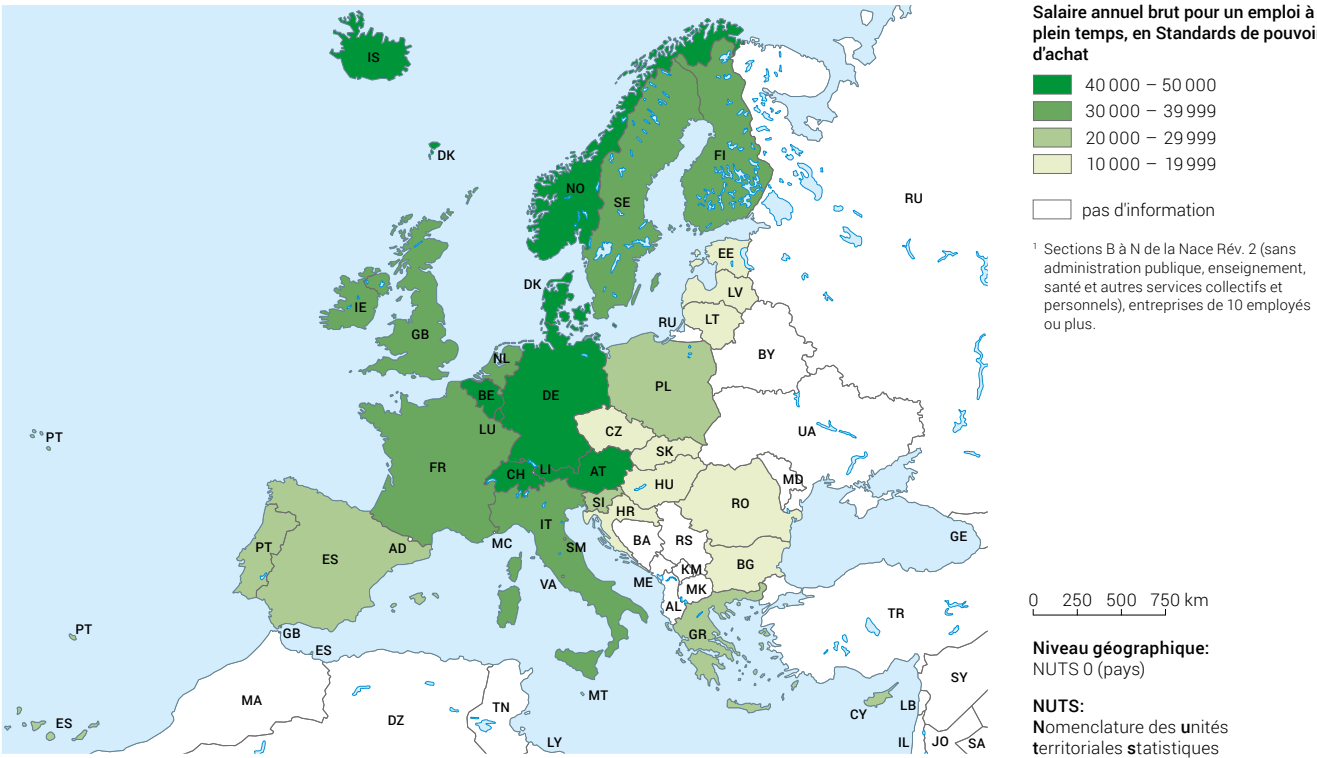 Salaire annuel brut pour un emploi à
plein temps, en Standards de pouvoi
d'achat
40 000 – 50 000
30 000 – 39 999
20 000 – 29 999
10 000 – 19 999
pas d'information
1 Sections B à N de la Nace Rév. 2 (sans
administration publique, enseignement,
santé et autres services collectifs et
personnels), entreprises de 10 employés
ou plus.
0 250 500 750 km
Niveau géographique:
NUTS 0 (pays)
NUTS:
Nomenclature des unités
territoriales statistiques
IS
DK
FI
NO
SE
RU
EE
DK
LV
IE
LT
RU
GB
BY
NL
PL
BE
DE
LU
CZ
UA
PT
SK
FR
CH
LI
AT
HU
MD
SI
RO
HR
IT
BA
RS
GE
PT
AD
MC
SM
ES
VA
ME
KM
BG
MK
AL
TR
PT
GB
GR
ES
SY
MA
MT
LB
ES
DZ
TN
CY
LY
IL
JO
SA